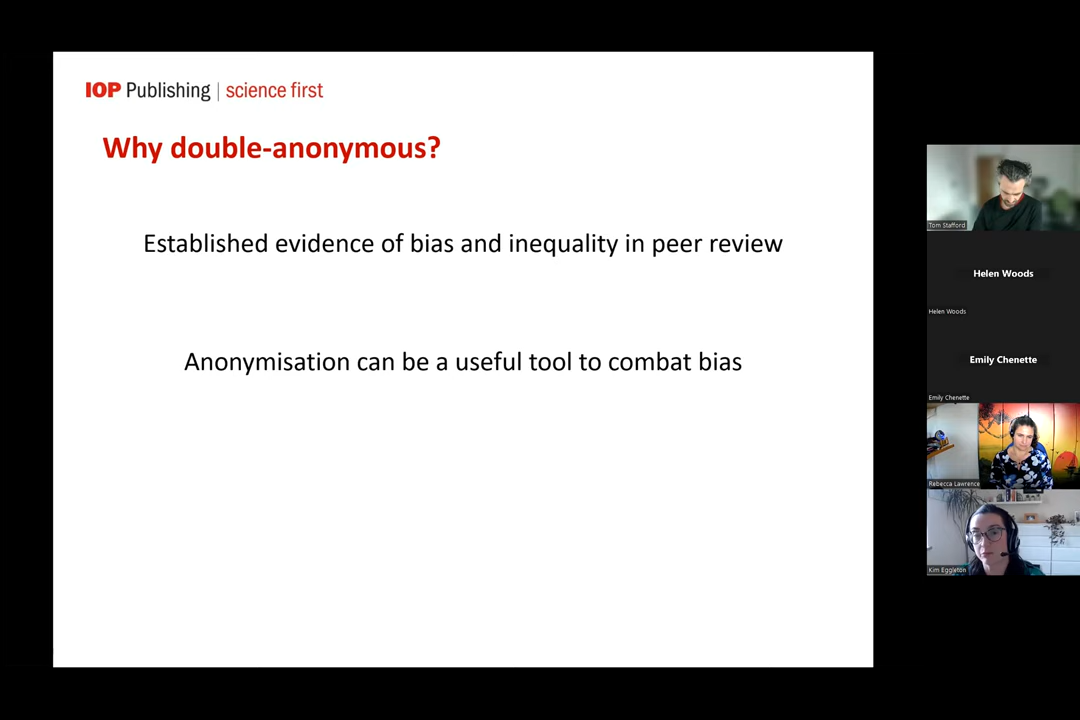 IOP Publishing | science first
Why double-anonymous?
Established evidence of bias and inequality in peer review
Anonymisation can be a useful tool to combat bias
Tom Stafford
Helen Woods
Helen Woods
Emily Chenette
Emily Chenette
Rebecca Lawrence
Kim Eggleton